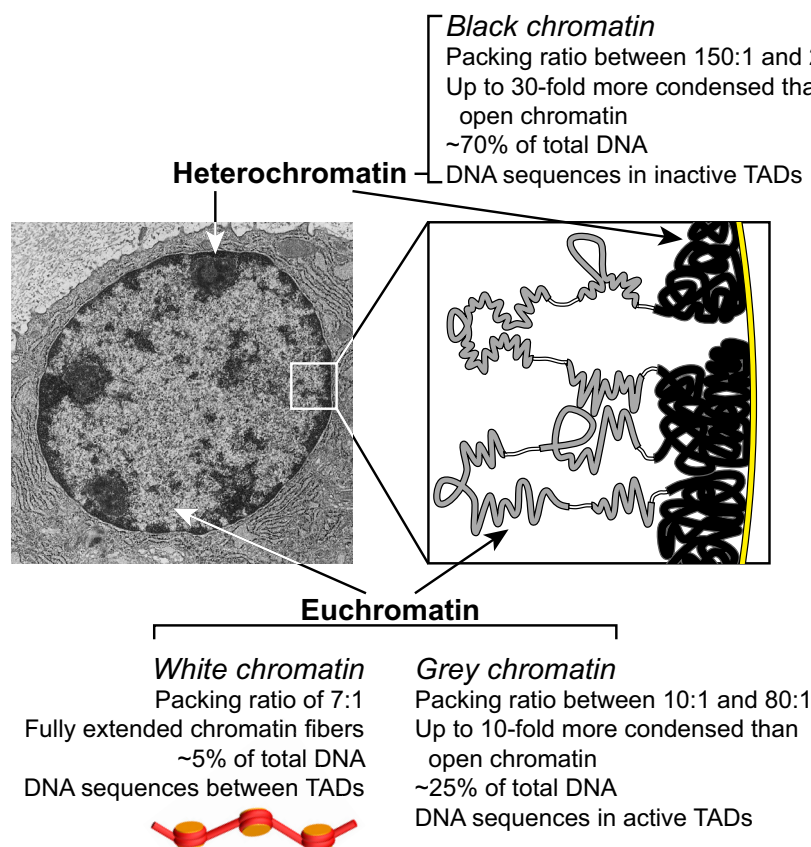 Black chromatin
Packing ratio between 150:1 and
Up to 30-fold more condensed
open chromatin
~70% of total DNA
Heterochromatin
DNA sequences in inactive TADs
Euchromatin
White chromatin
Packing ratio of 7:1
Fully extended chromatin fibers
~5% of total DNA
DNA sequences between TADs
Grey chromatin
Packing ratio between 10:1 and 80:1
Up to 10-fold more condensed than
open chromatin
~25% of total DNA
DNA sequences in active TADs